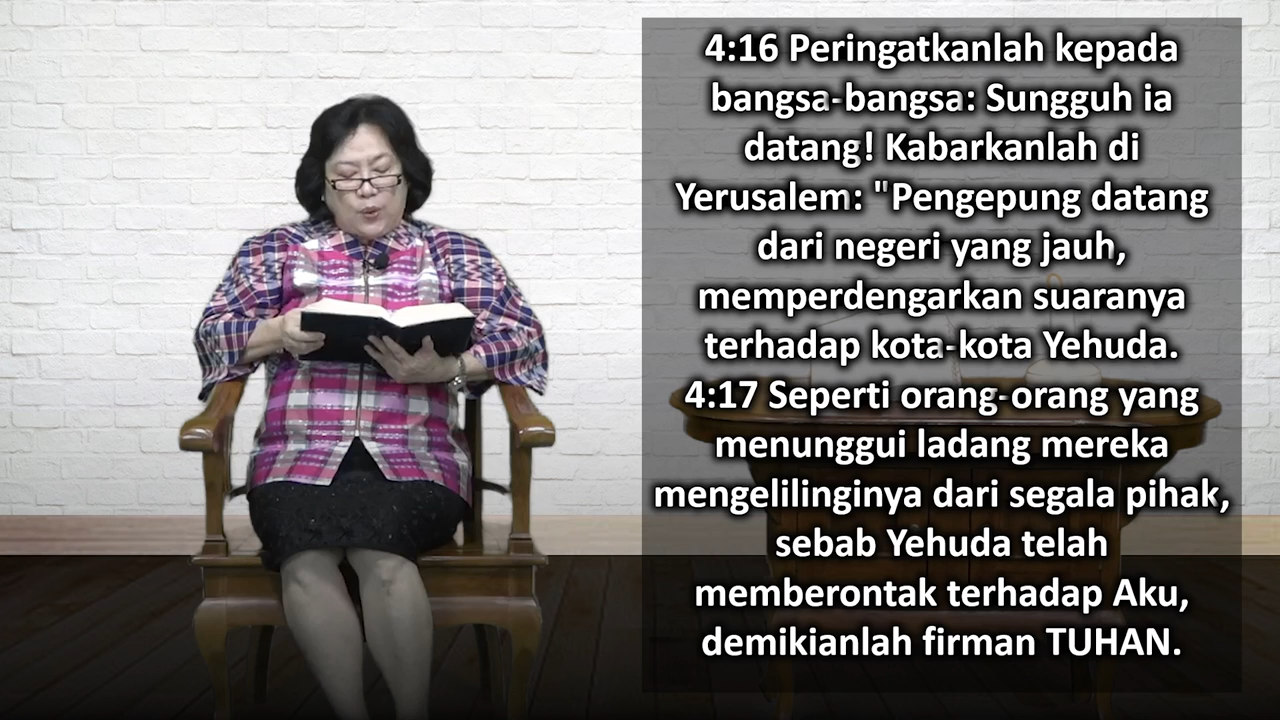 4:16 Peringatkanlah kepada
bangsa-bangsa: Sungguh ia
datang! Kabarkanlah di
Yerusalem: "Pengepung datang
dari negeri yang jauh,
memperdengarkan suaranya
terhadap kota-kota Yehuda.
4:17 Seperti orang-orang yang
menunggui ladang mereka
mengelilinginya dari segala pihak,
sebab Yehuda telah
memberontak terhadap Aku,
demikianlah firman TUHAN.